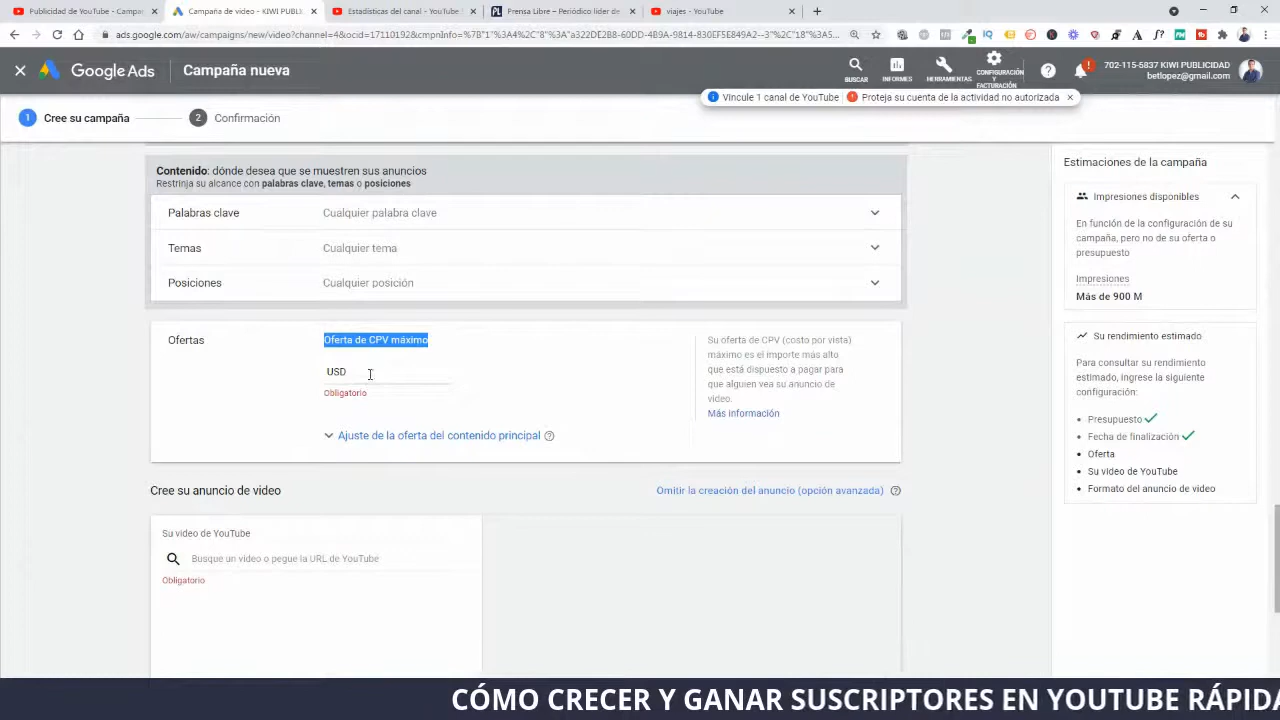 Publicidad de YouTube - Campa
Campaña de video - KIWI PUBLI
Estadísticas del canal - YouTube
Prensa Libre – Periódico líder de
viajes - YouTube
ads.google.com/aw/campaigns/new/video?channel=4&ocid=17110192&cmpnInfo=%7B"1"%3A4%2C"8"%3A"a322DE2B8-60DD-4B9A-9814-830EF5E849A2--3"%2C"18"%3A5...
Google Ads
Campaña nueva
BUSCAR
INFORMES
HERRAMIENTAS
CONFIGURACIÓN
Y
FACTURACIÓN
702-115-5837 KIWI PUBLICIDAD
betlopez@gmail.com
Vincule 1 canal de YouTube
Proteja su cuenta de la actividad no autorizada
1 Cree su campaña
2 Confirmación
Contenido: dónde desea que se muestren sus anuncios
Restrinja su alcance con palabras clave, temas o posiciones
Palabras clave Cualquier palabra clave
Temas Cualquier tema
Posiciones Cualquier posición
Ofertas
Oferta de CPV máximo
USD
Obligatorio
Ajuste de la oferta del contenido principal
Su oferta de CPV (costo por vista)
máximo es el importe más alto
que está dispuesto a pagar para
que alguien vea su anuncio de
video.
Más información
Cree su anuncio de video
Omitir la creación del anuncio (opción avanzada)
Su video de YouTube
Busque un video o pegue la URL de YouTube
Obligatorio
Estimaciones de la campaña
Impresiones disponibles
En función de la configuración de su
campaña, pero no de su oferta o
presupuesto
Impresiones
Más de 900 M
Su rendimiento estimado
Para consultar su rendimiento
estimado, ingrese la siguiente
configuración:
Presupuesto
Fecha de finalización
Oferta
Su video de YouTube
Formato del anuncio de video
CÓMO CRECER Y GANAR SUSCRIPTORES EN YOUTUBE RÁPIDA